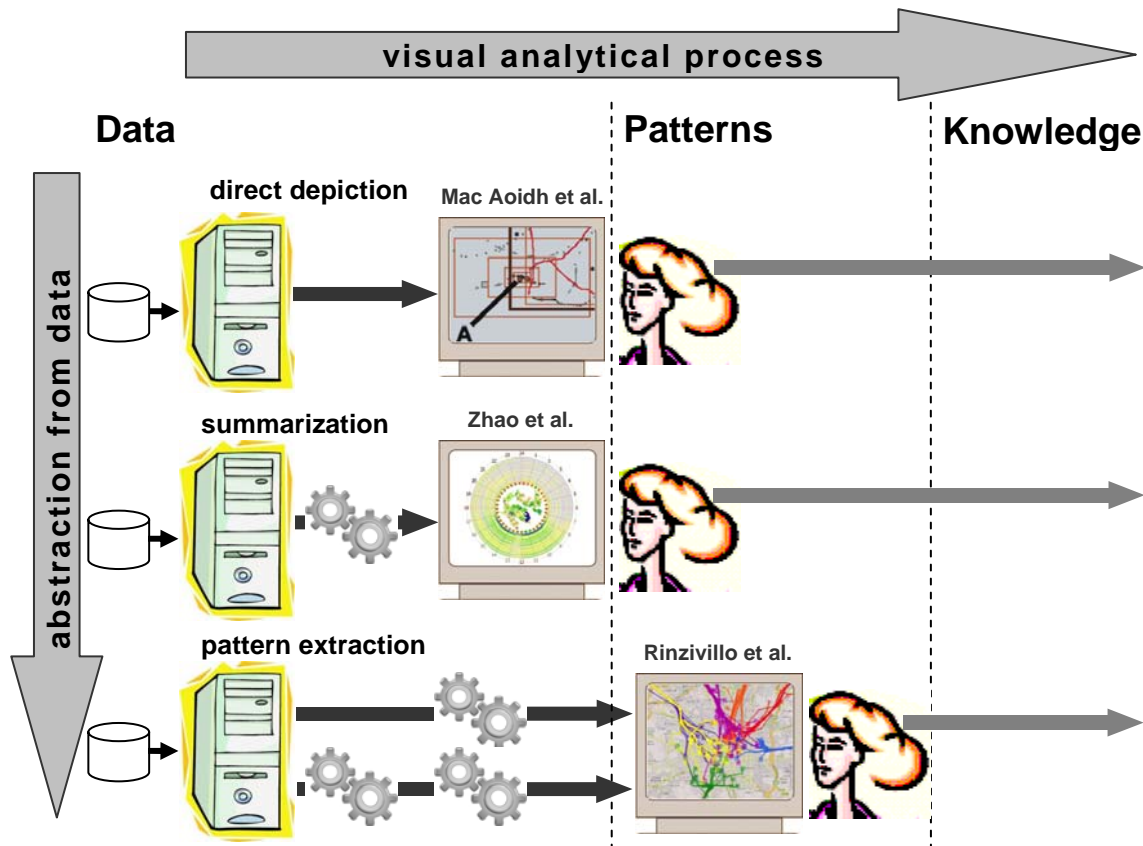 visual analytical process
Data
Patterns
Knowledge
abstraction from data
direct depiction
Mac Aoidh et al.
A
summarization
Zhao et al.
pattern extraction
Rinzivillo et al.